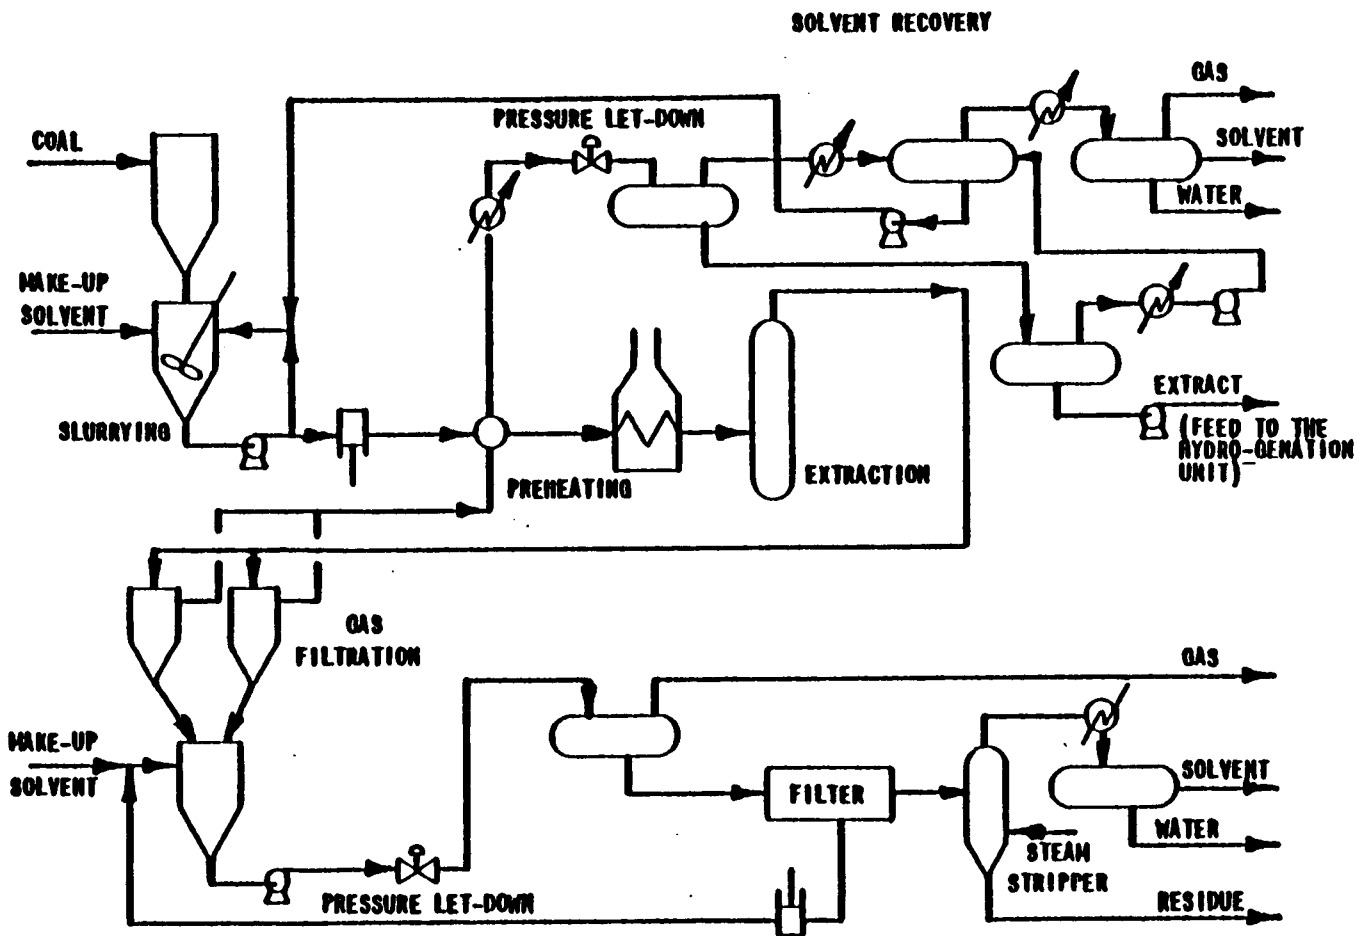 SOLVENT RECOVERY
GAS
PRESSURE LET-DOWN
COAL
SOLVENT
WATER
MAKE-UP
SOLVENT
EXTRACT
(FEED TO THE
HYDRO-GENATION
UNIT)
SLURRYING
PREHEATING
EXTRACTION
GAS
FILTRATION
GAS
MAKE-UP
SOLVENT
FILTER
SOLVENT
WATER
STEAM
STRIPPER
PRESSURE LET-DOWN
RESIDUE